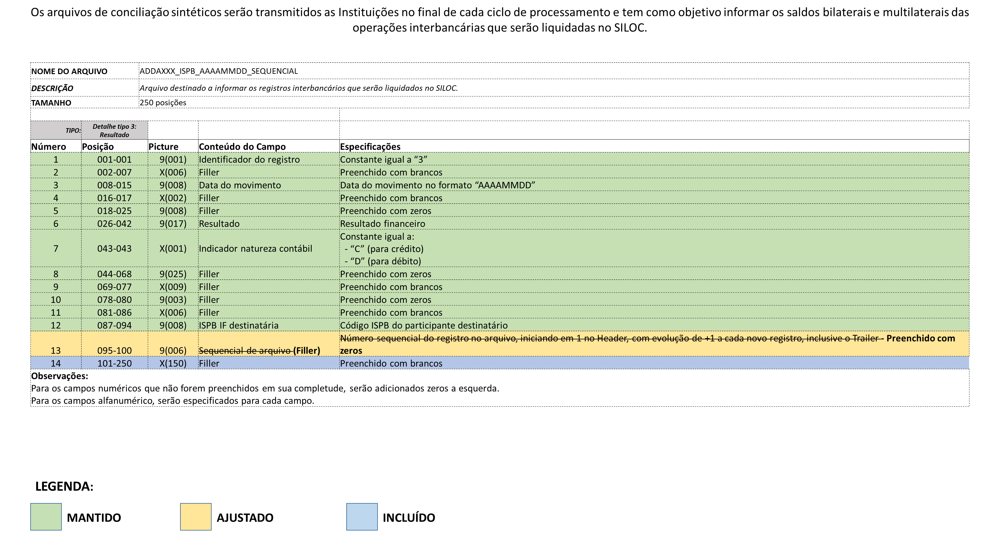 Os arquivos de conciliação sintéticos serão transmitidos as Instituições no final de cada ciclo de processamento e tem como objetivo informar os saldos bilaterais e multilaterais das
operações interbancárias que serão liquidadas no SILOC.
NOME DO ARQUIVO ADDAXXX_ISPB_AAAAMMDD_SEQUENCIAL
DESCRIÇÃO Arquivo destinado a informar os registros interbancários que serão liquidados no SILOC.
TAMANHO 250 posições
TIPO: Detalhe tipo 3:
Resultado
Número Posição Picture Conteúdo do Campo Especificações
1 001-001 9(001) Identificador do registro Constante igual a “3”
2 002-007 X(006) Filler Preenchido com brancos
3 008-015 9(008) Data do movimento Data do movimento no formato “AAAAMMDD”
4 016-017 X(002) Filler Preenchido com brancos
5 018-025 9(008) Filler Preenchido com zeros
6 026-042 9(017) Resultado Resultado financeiro
7 043-043 X(001) Indicador natureza contábil Constante igual a:
- “C” (para crédito)
- “D” (para débito)
8 044-068 9(025) Filler Preenchido com zeros
9 069-077 X(009) Filler Preenchido com brancos
10 078-080 9(003) Filler Preenchido com zeros
11 081-086 X(006) Filler Preenchido com brancos
12 087-094 9(008) ISPB IF destinatária Código ISPB do participante destinatário
13 095-100 9(006) Sequencial de arquivo (Filler) Número sequencial do registro no arquivo, iniciando em 1 no Header, com evolução de +1 a cada novo registro, inclusive o Trailer - Preenchido com
zeros
14 101-250 X(150) Filler Preenchido com brancos
Observações:
Para os campos numéricos que não forem preenchidos em sua completude, serão adicionados zeros a esquerda.
Para os campos alfanumérico, serão especificados para cada campo.
LEGENDA:
MANTIDO AJUSTADO INCLUÍDO